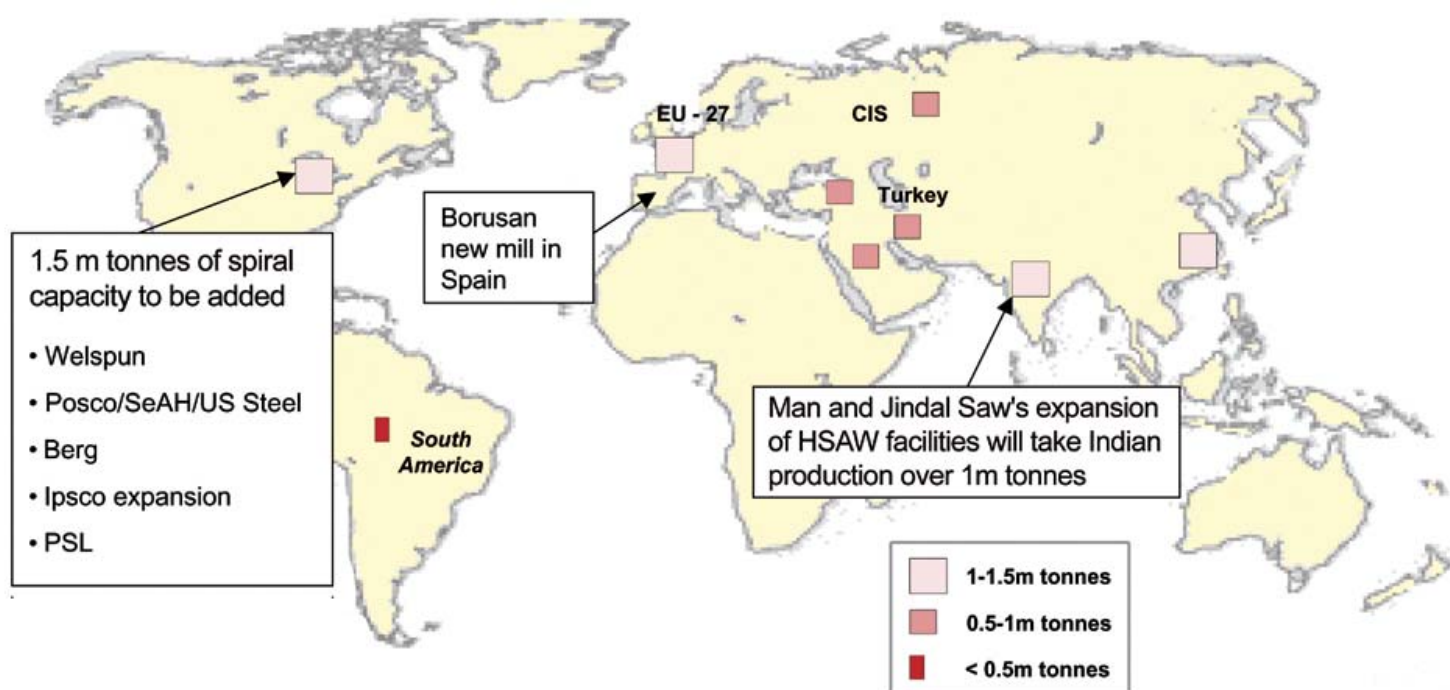 EU - 27
CIS
Turkey
1.5 m tonnes of spiral
capacity to be added
• Welspun
• Posco/SeAH/US Steel
• Berg
• Ipsco expansion
• PSL
Borusan
new mill in
Spain
South
America
Man and Jindal Saw's expansion
of HSAW facilities will take Indian
production over 1m tonnes
1-1.5m tonnes
0.5-1m tonnes
< 0.5m tonnes